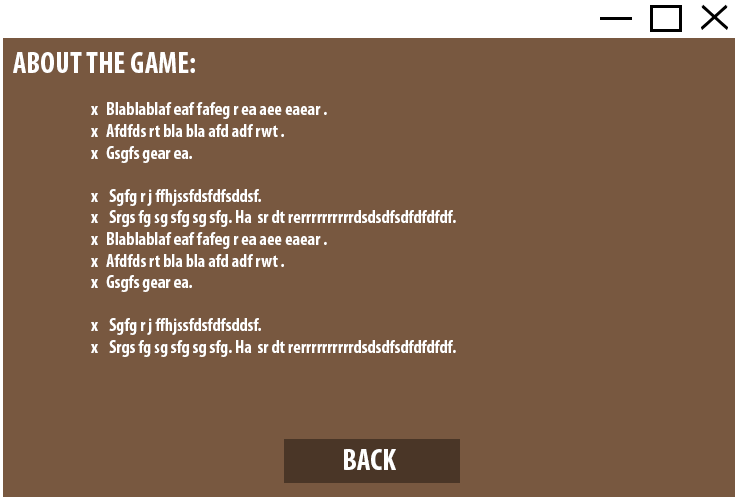 ABOUT THE GAME:
x Blablablaf eaf fafeg r ea aee eaear .
x Afdfds rt bla bla afd adf rwt .
x Gsgfs gear ea.
x Sgfg r j ffhjssfdsfdfsddsf.
x Srgs fg sg sfg sg sfg. Ha sr dt rerrrrrrrrrrdsdsdfsdfdfdfdf.
x Blablablaf eaf fafeg r ea aee eaear .
x Afdfds rt bla bla afd adf rwt .
x Gsgfs gear ea.
x Sgfg r j ffhjssfdsfdfsddsf.
x Srgs fg sg sfg sg sfg. Ha sr dt rerrrrrrrrrrdsdsdfsdfdfdfdf.
BACK